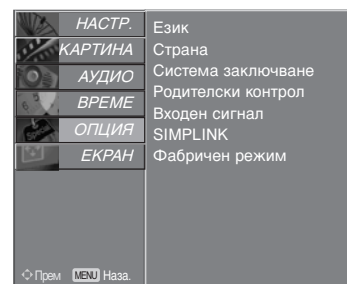 НАСТР.
КАРТИНА
АУДИО
ВРЕМЕ
ОПЦИЯ
ЕКРАН
Език
Страна
Система заключване
Родителски контрол
Входен сигнал
SIMPLINK
Фабричен режим
Прем MENU Наза.